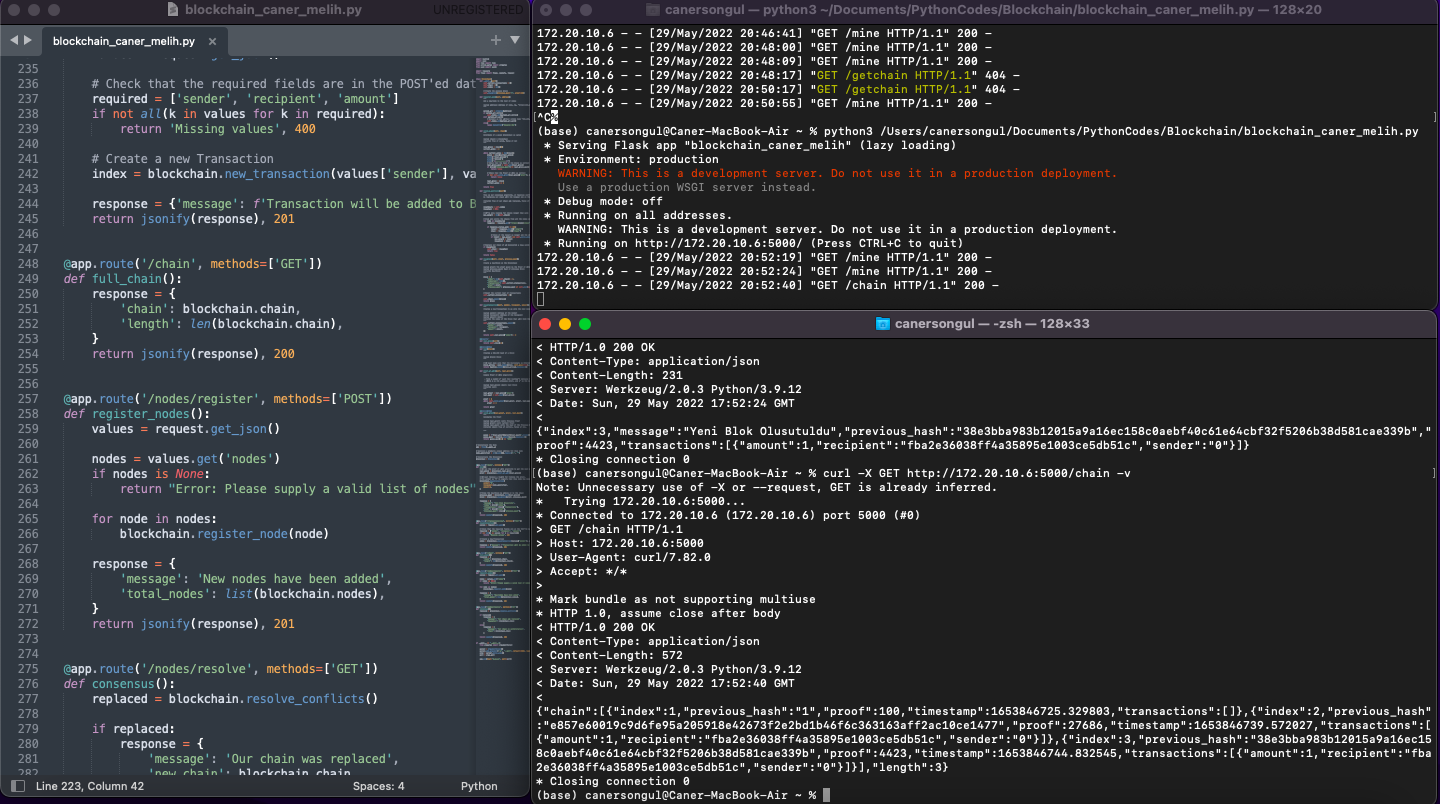 blockchain_caner_melih.py
UNREGISTERED
blockchain_caner_melih.py
235
236 # Check that the required fields are in the POST'ed dat
237 required = ['sender', 'recipient', 'amount']
238 if not all(k in values for k in required):
239 return 'Missing values', 400
240
241 # Create a new Transaction
242 index = blockchain.new_transaction(values['sender'], va
243
244 response = {'message': f'Transaction will be added to B
245 return jsonify(response), 201
246
247
248 @app.route('/chain', methods=['GET'])
249 def full_chain():
250 response = {
251 'chain': blockchain.chain,
252 'length': len(blockchain.chain),
253 }
254 return jsonify(response), 200
255
256
257 @app.route('/nodes/register', methods=['POST'])
258 def register_nodes():
259 values = request.get_json()
260
261 nodes = values.get('nodes')
262 if nodes is None:
263 return "Error: Please supply a valid list of nodes"
264
265 for node in nodes:
266 blockchain.register_node(node)
267
268 response = {
269 'message': 'New nodes have been added',
270 'total_nodes': list(blockchain.nodes),
271 }
272 return jsonify(response), 201
273
274
275 @app.route('/nodes/resolve', methods=['GET'])
276 def consensus():
277 replaced = blockchain.resolve_conflicts()
278
279 if replaced:
280 response = {
281 'message': 'Our chain was replaced',
282 'new_chain': blockchain.chain
Line 223, Column 42
Spaces: 4
Python
canersongul — python3 ~/Documents/PythonCodes/Blockchain/blockchain_caner_melih.py — 128×20
172.20.10.6 - - [29/May/2022 20:46:41] "GET /mine HTTP/1.1" 200 -
172.20.10.6 - - [29/May/2022 20:48:00] "GET /mine HTTP/1.1" 200 -
172.20.10.6 - - [29/May/2022 20:48:09] "GET /mine HTTP/1.1" 200 -
172.20.10.6 - - [29/May/2022 20:48:17] "GET /getchain HTTP/1.1" 404 -
172.20.10.6 - - [29/May/2022 20:50:17] "GET /getchain HTTP/1.1" 404 -
172.20.10.6 - - [29/May/2022 20:50:55] "GET /mine HTTP/1.1" 200 -
^C%
(base) canersongul@Caner-MacBook-Air ~ % python3 /Users/canersongul/Documents/PythonCodes/Blockchain/blockchain_caner_melih.py
* Serving Flask app "blockchain_caner_melih" (lazy loading)
* Environment: production
WARNING: This is a development server. Do not use it in a production deployment.
Use a production WSGI server instead.
* Debug mode: off
* Running on all addresses.
WARNING: This is a development server. Do not use it in a production deployment.
* Running on http://172.20.10.6:5000/ (Press CTRL+C to quit)
172.20.10.6 - - [29/May/2022 20:52:19] "GET /mine HTTP/1.1" 200 -
172.20.10.6 - - [29/May/2022 20:52:24] "GET /mine HTTP/1.1" 200 -
172.20.10.6 - - [29/May/2022 20:52:40] "GET /chain HTTP/1.1" 200 -
canersongul — -zsh — 128×33
< HTTP/1.0 200 OK
< Content-Type: application/json
< Content-Length: 231
< Server: Werkzeug/2.0.3 Python/3.9.12
< Date: Sun, 29 May 2022 17:52:24 GMT
<
{"index":3,"message":"Yeni Blok Olusutuldu","previous_hash":"38e3bba983b12015a9a16ec158c0aebf40c61e64cbf32f5206b38d581cae339b","
proof":4423,"transactions":[{"amount":1,"recipient":"fba2e36038ff4a35895e1003ce5db51c","sender":"0"}]}
* Closing connection 0
(base) canersongul@Caner-MacBook-Air ~ % curl -X GET http://172.20.10.6:5000/chain -v
Note: Unnecessary use of -X or --request, GET is already inferred.
* Trying 172.20.10.6:5000...
* Connected to 172.20.10.6 (172.20.10.6) port 5000 (#0)
> GET /chain HTTP/1.1
> Host: 172.20.10.6:5000
> User-Agent: curl/7.82.0
> Accept: */*
>
* Mark bundle as not supporting multiuse
* HTTP 1.0, assume close after body
< HTTP/1.0 200 OK
< Content-Type: application/json
< Content-Length: 572
< Server: Werkzeug/2.0.3 Python/3.9.12
< Date: Sun, 29 May 2022 17:52:40 GMT
<
{"chain":[{"index":1,"previous_hash":"1","proof":100,"timestamp":1653846725.329803,"transactions":[]},{"index":2,"previous_hash"
:"e857e60019c9d6fe95a205918e42673f2e2bd1b46f6c363163aff2ac10ce1477","proof":27686,"timestamp":1653846739.572027,"transactions":[
{"amount":1,"recipient":"fba2e36038ff4a35895e1003ce5db51c","sender":"0"}]},{"index":3,"previous_hash":"38e3bba983b12015a9a16ec15
8c0aebf40c61e64cbf32f5206b38d581cae339b","proof":4423,"timestamp":1653846744.832545,"transactions":[{"amount":1,"recipient":"fba
2e36038ff4a35895e1003ce5db51c","sender":"0"}]}],"length":3}
* Closing connection 0
(base) canersongul@Caner-MacBook-Air ~ %